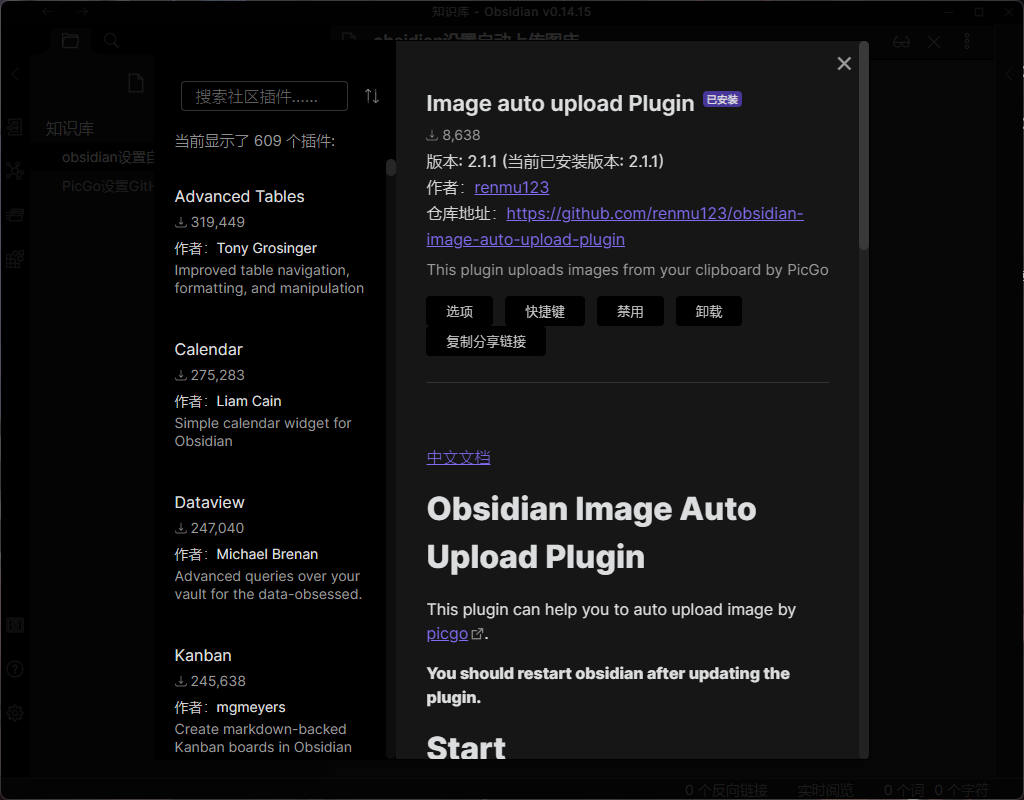 知识库 - Obsidian v0.14.15
obsidian设置自动上传图床
知识库
obsidian设置自
PicGo设置GitH
搜索社区插件......
当前显示了 609 个插件:
Advanced Tables
319,449
作者：Tony Grosinger
Improved table navigation,
formatting, and manipulation
Calendar
275,283
作者：Liam Cain
Simple calendar widget for
Obsidian
Dataview
247,040
作者：Michael Brenan
Advanced queries over your
vault for the data-obsessed.
Kanban
245,638
作者：mgmeyers
Create markdown-backed
Kanban boards in Obsidian
Image auto upload Plugin 已安装
8,638
版本: 2.1.1 (当前已安装版本: 2.1.1)
作者：renmu123
仓库地址：https://github.com/renmu123/obsidian-
image-auto-upload-plugin
This plugin uploads images from your clipboard by PicGo
选项 快捷键 禁用 卸载
复制分享链接
中文文档
Obsidian Image Auto
Upload Plugin
This plugin can help you to auto upload image by
picgo.
You should restart obsidian after updating the
plugin.
Start
0 个反向链接 实时阅览 0 个词 0 个字符